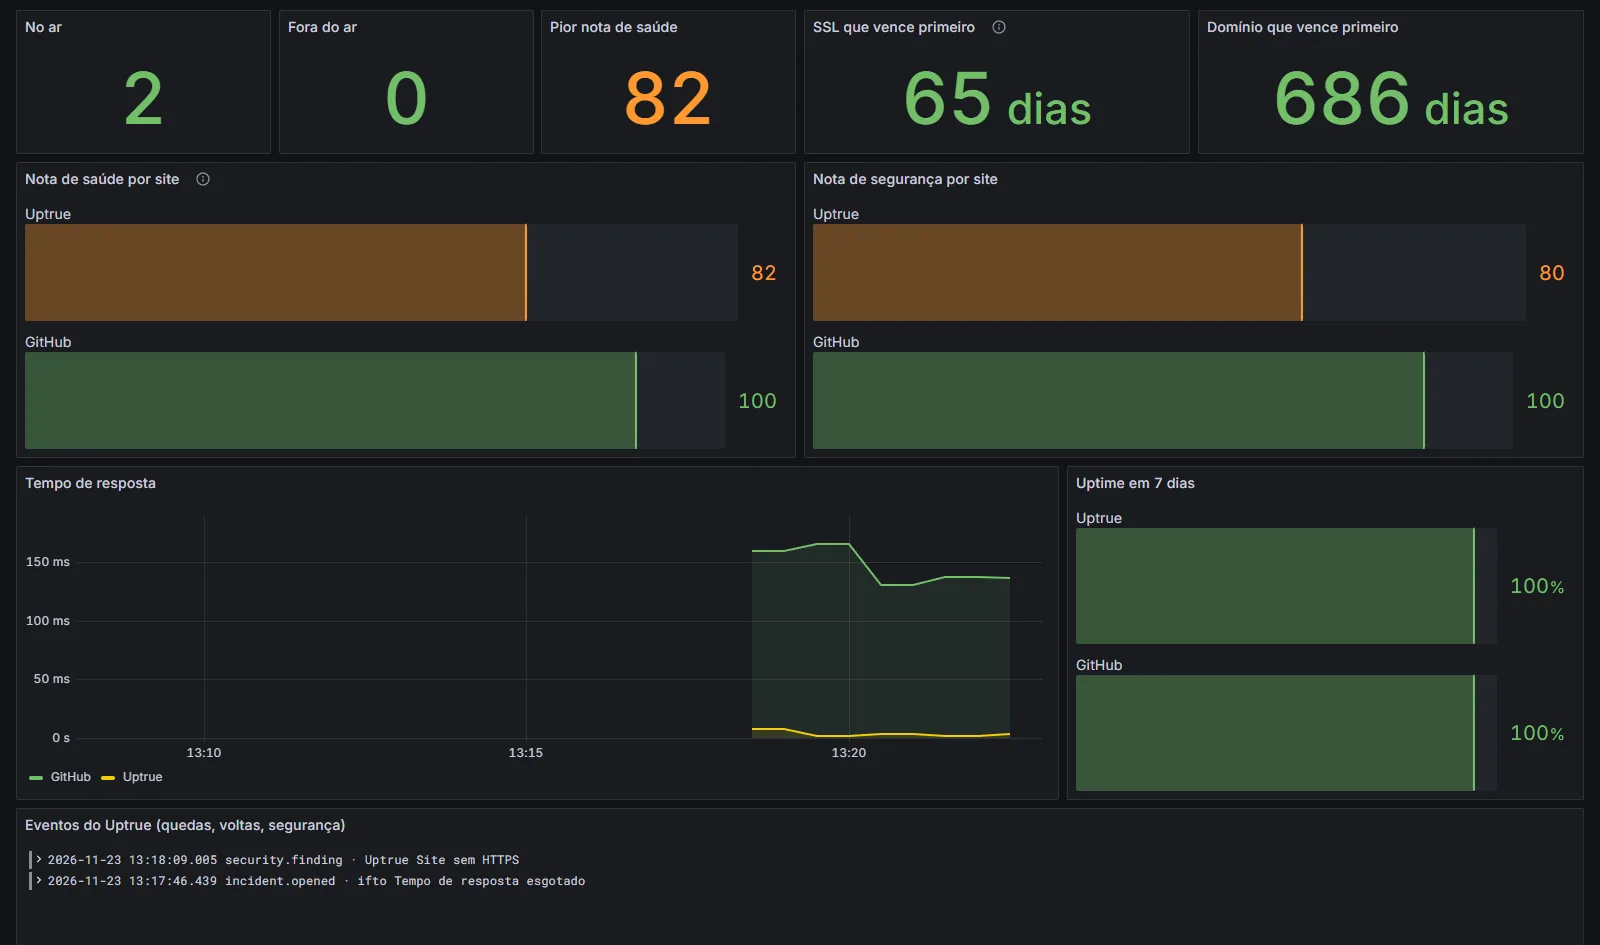 No ar
2
Fora do ar
0
Pior nota de saúde
82
SSL que vence primeiro
65 dias
Domínio que vence primeiro
686 dias
Nota de saúde por site
Uptrue
82
GitHub
100
Nota de segurança por site
Uptrue
80
GitHub
100
Tempo de resposta
150 ms
100 ms
50 ms
0 s
13:10
13:15
13:20
GitHub
Uptrue
Uptime em 7 dias
Uptrue
100%
GitHub
100%
Eventos do Uptrue (quedas, voltas, segurança)
2026-11-23 13:18:09.005 security.finding · Uptrue Site sem HTTPS
2026-11-23 13:17:46.439 incident.opened · ifto Tempo de resposta esgotado